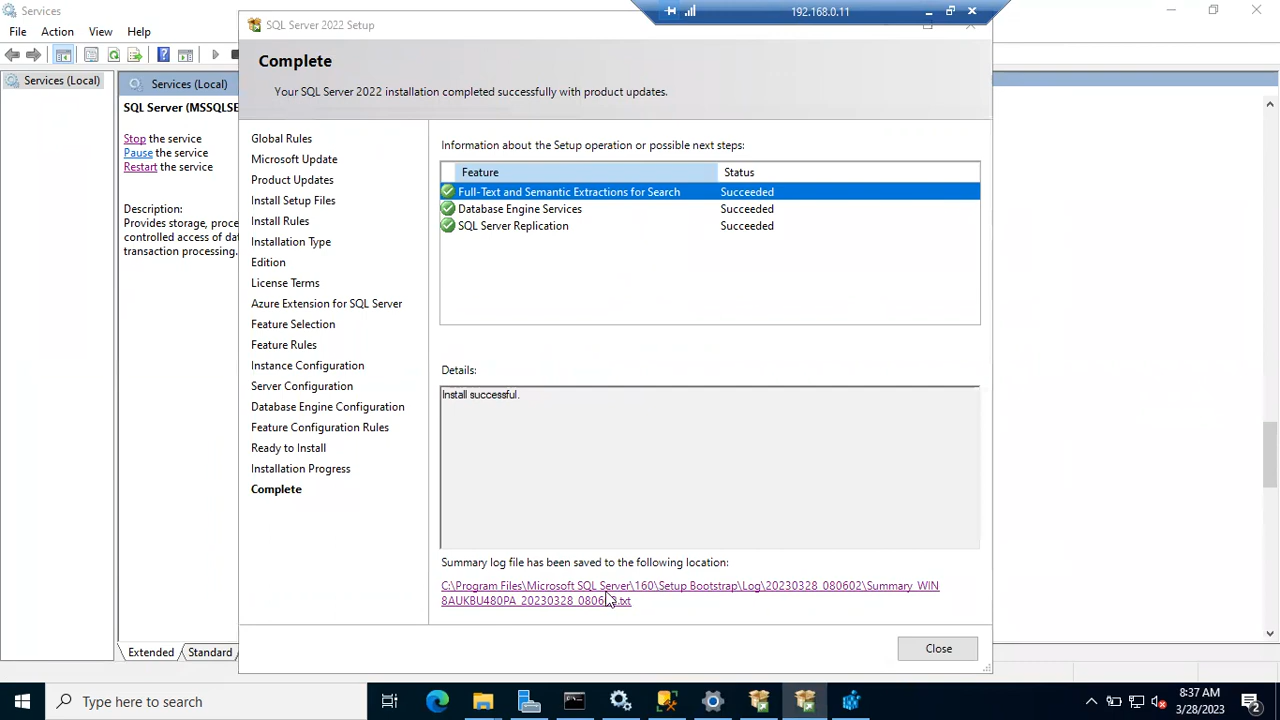 Services
192.168.0.11
SQL Server 2022 Setup
File Action View Help
Complete
Your SQL Server 2022 installation completed successfully with product updates.
Services (Local)
Services (Local)
SQL Server (MSSQLSE
Stop the service
Pause the service
Restart the service
Description:
Provides storage, proce
controlled access of dat
transaction processing.
Extended
Standard
Global Rules
Microsoft Update
Product Updates
Install Setup Files
Install Rules
Installation Type
Edition
License Terms
Azure Extension for SQL Server
Feature Selection
Feature Rules
Instance Configuration
Server Configuration
Database Engine Configuration
Feature Configuration Rules
Ready to Install
Installation Progress
Complete
Information about the Setup operation or possible next steps:
Feature Status
Full-Text and Semantic Extractions for Search Succeeded
Database Engine Services Succeeded
SQL Server Replication Succeeded
Details:
Install successful.
Summary log file has been saved to the following location:
C:\Program Files\Microsoft SQL Server\160\Setup Bootstrap\Log\20230328_080602\Summary_WIN
8AUKBU480PA_20230328_080602.txt
Close
Type here to search
8:37 AM
3/28/2023
2